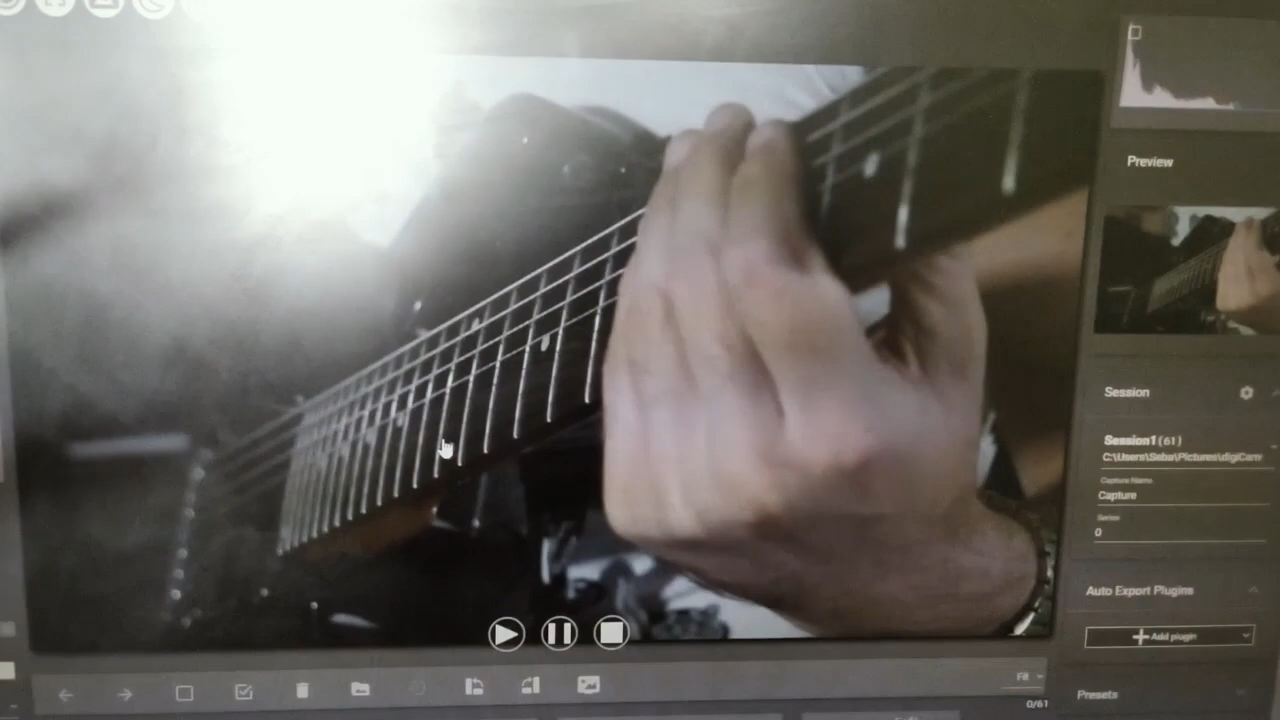 Preview
Session
Session1 (61)
C:\Users\Seba\Pictures\digiCam
Capture Name
Capture
Series
0
Auto Export Plugins
Add plugin
Fit
Presets
0/61